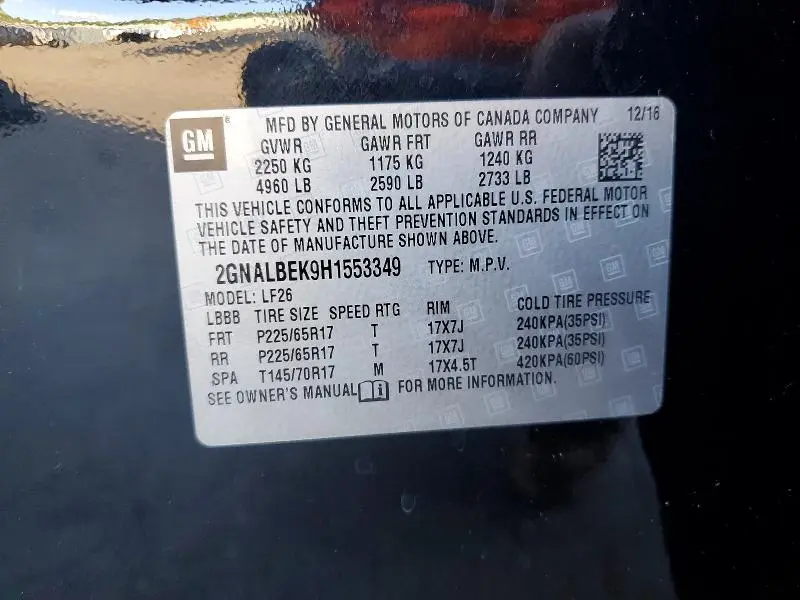 GM ® MFD BY GENERAL MOTORS OF CANADA COMPANY 12/16
GVWR GAWR FRT GAWR RR
2250 KG 1175 KG 1240 KG
4960 LB 2590 LB 2733 LB
THIS VEHICLE CONFORMS TO ALL APPLICABLE U.S. FEDERAL MOTOR
VEHICLE SAFETY AND THEFT PREVENTION STANDARDS IN EFFECT ON
THE DATE OF MANUFACTURE SHOWN ABOVE.
2GNALBEK9H1553349 TYPE: M.P.V.
MODEL: LF26
LBBB TIRE SIZE SPEED RTG RIM COLD TIRE PRESSURE
FRT P225/65R17 T 17X7J 240KPA(35PSI)
RR P225/65R17 T 17X7J 240KPA(35PSI)
SPA T145/70R17 M 17X4.5T 420KPA(60PSI)
SEE OWNER'S MANUAL FOR MORE INFORMATION.